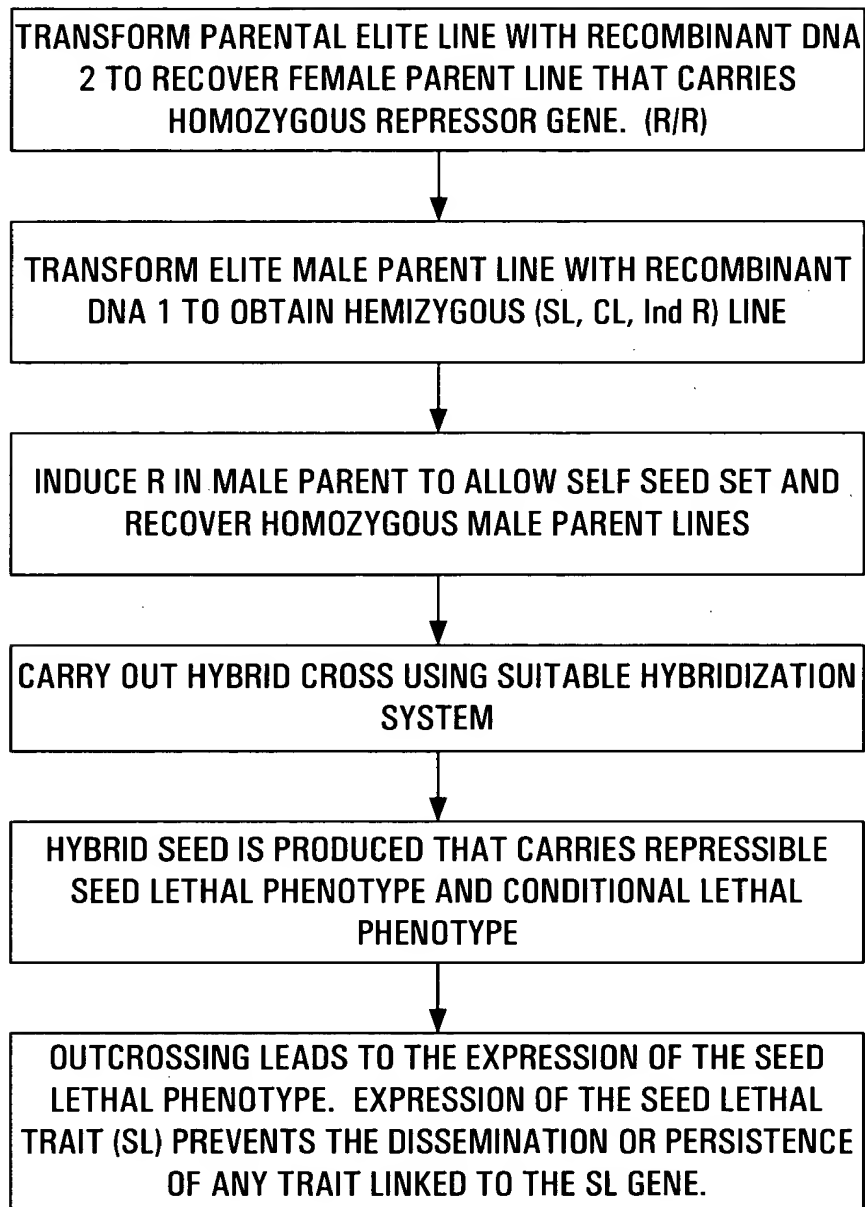 TRANSFORM PARENTAL ELITE LINE WITH RECOMBINANT DNA
2 TO RECOVER FEMALE PARENT LINE THAT CARRIES
HOMOZYGOUS REPRESSOR GENE. (R/R)
TRANSFORM ELITE MALE PARENT LINE WITH RECOMBINANT
DNA 1 TO OBTAIN HEMIZYGOUS (SL, CL, Ind R) LINE
INDUCE R IN MALE PARENT TO ALLOW SELF SEED SET AND
RECOVER HOMOZYGOUS MALE PARENT LINES
CARRY OUT HYBRID CROSS USING SUITABLE HYBRIDIZATION
SYSTEM
HYBRID SEED IS PRODUCED THAT CARRIES REPRESSIBLE
SEED LETHAL PHENOTYPE AND CONDITIONAL LETHAL
PHENOTYPE
OUTCROSSING LEADS TO THE EXPRESSION OF THE SEED
LETHAL PHENOTYPE. EXPRESSION OF THE SEED LETHAL
TRAIT (SL) PREVENTS THE DISSEMINATION OR PERSISTENCE
OF ANY TRAIT LINKED TO THE SL GENE.